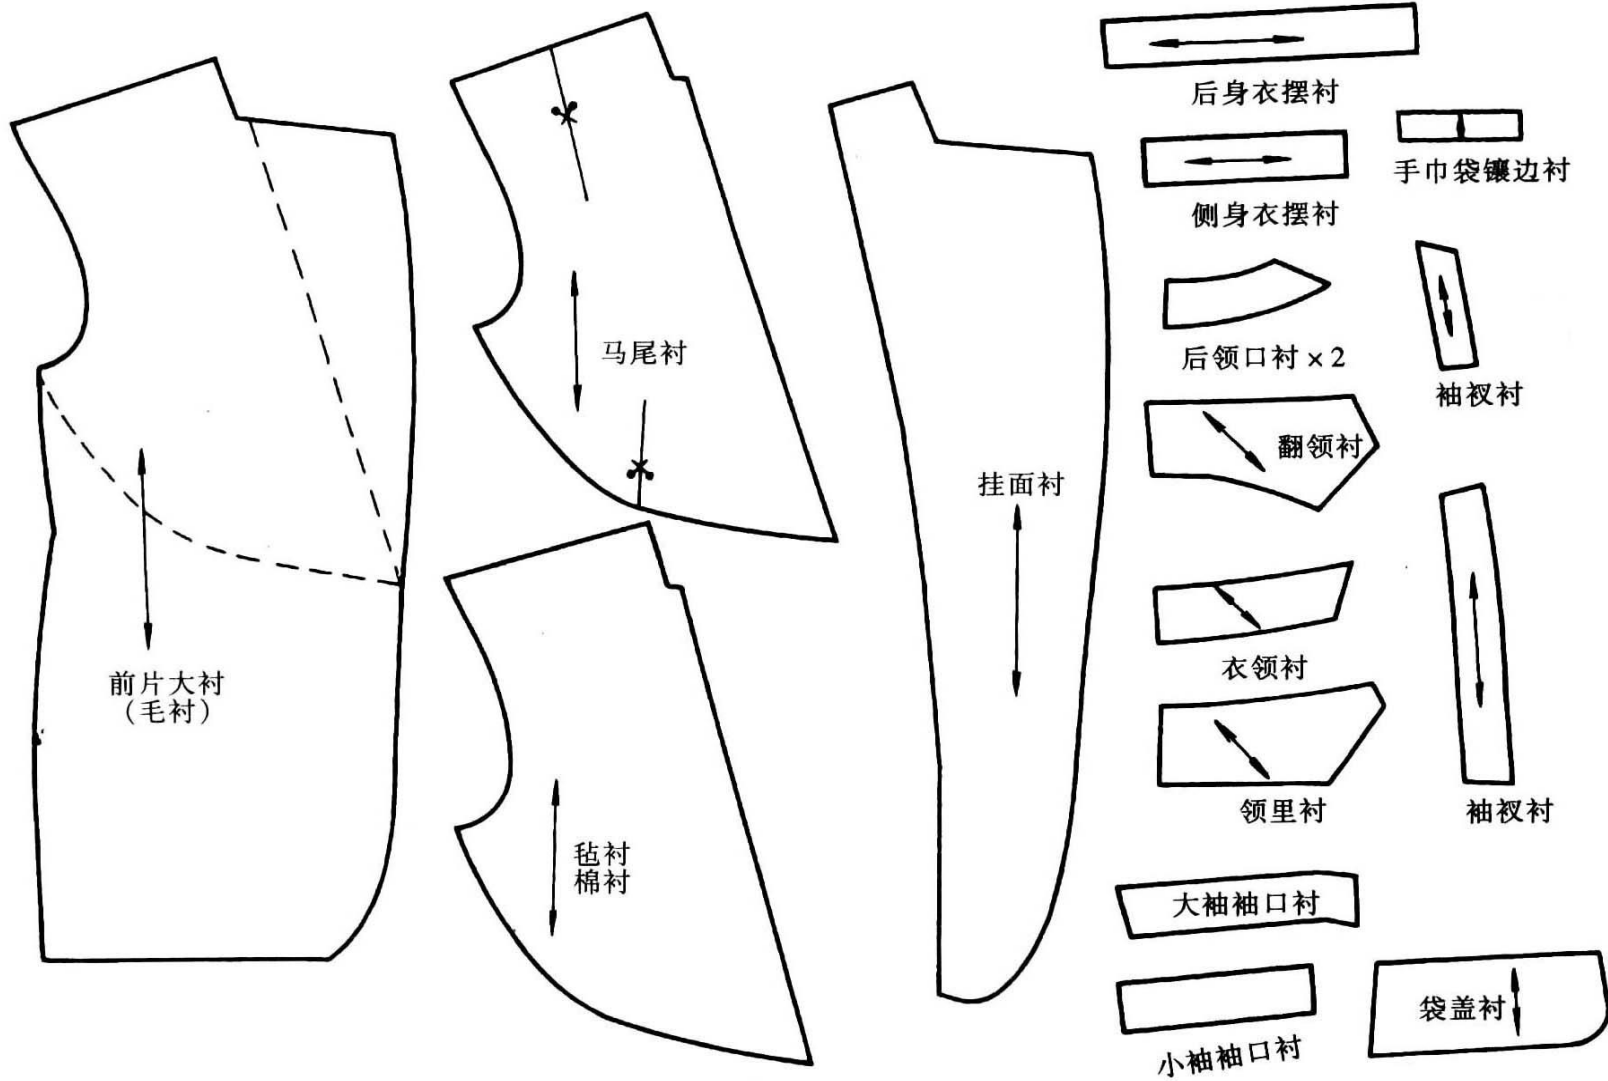 前片大衬
（毛衬）
马尾衬
毡衬
棉衬
挂面衬
后身衣摆衬
手巾袋镶边衬
侧身衣摆衬
后领口衬×2
袖衩衬
翻领衬
衣领衬
领里衬
袖衩衬
大袖袖口衬
小袖袖口衬
袋盖衬